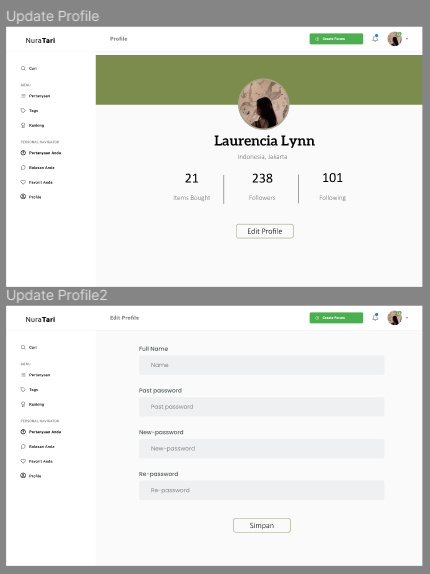 Update Profile
NuraTari
Profile
Create Forum
Cari
MENU
Pertanyaan
Tags
Ranking
PERSONAL NAVIGATOR
Pertanyaan Anda
Balasan Anda
Favorit Anda
Profile
Laurencia Lynn
Indonesia, Jakarta
21 238 101
Items Bought Followers Following
Edit Profile
Update Profile2
NuraTari
Edit Profile
Create Forum
Cari
MENU
Pertanyaan
Tags
Ranking
PERSONAL NAVIGATOR
Pertanyaan Anda
Balasan Anda
Favorit Anda
Profile
Full Name
Name
Past password
Past password
New-password
New-password
Re-password
Re-password
Simpan